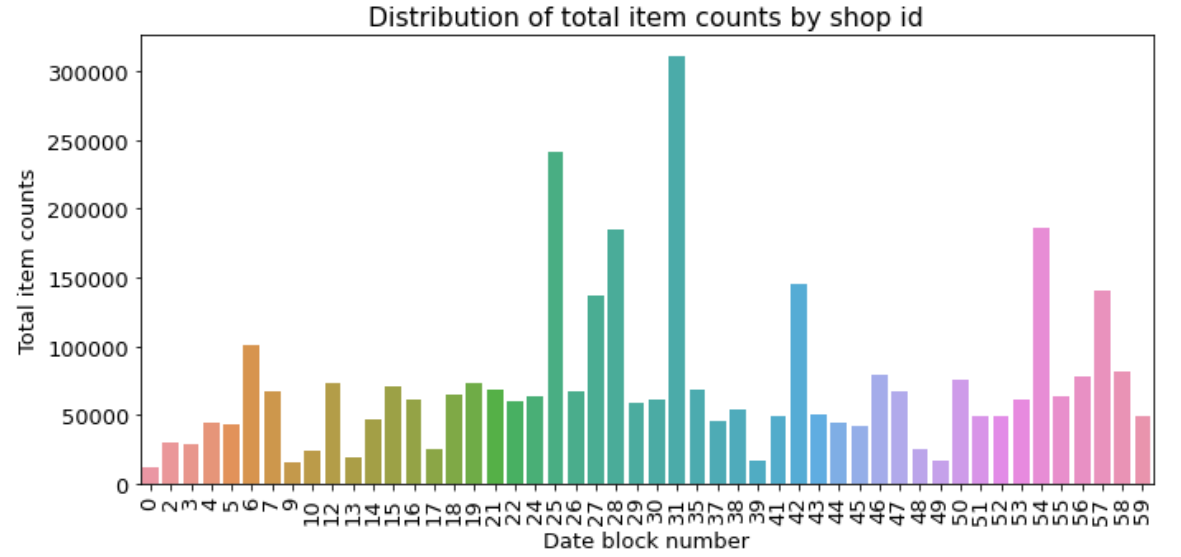 Distribution of total item counts by shop id
Total item counts
300000
250000
200000
150000
100000
50000
0
0 2 3 4 5 6 7 9 10 12 13 14 15 16 17 18 19 21 22 24 25 26 27 28 29 30 31 35 37 38 39 41 42 43 44 45 46 47 48 49 50 51 52 53 54 55 56 57 58 59
Date block number